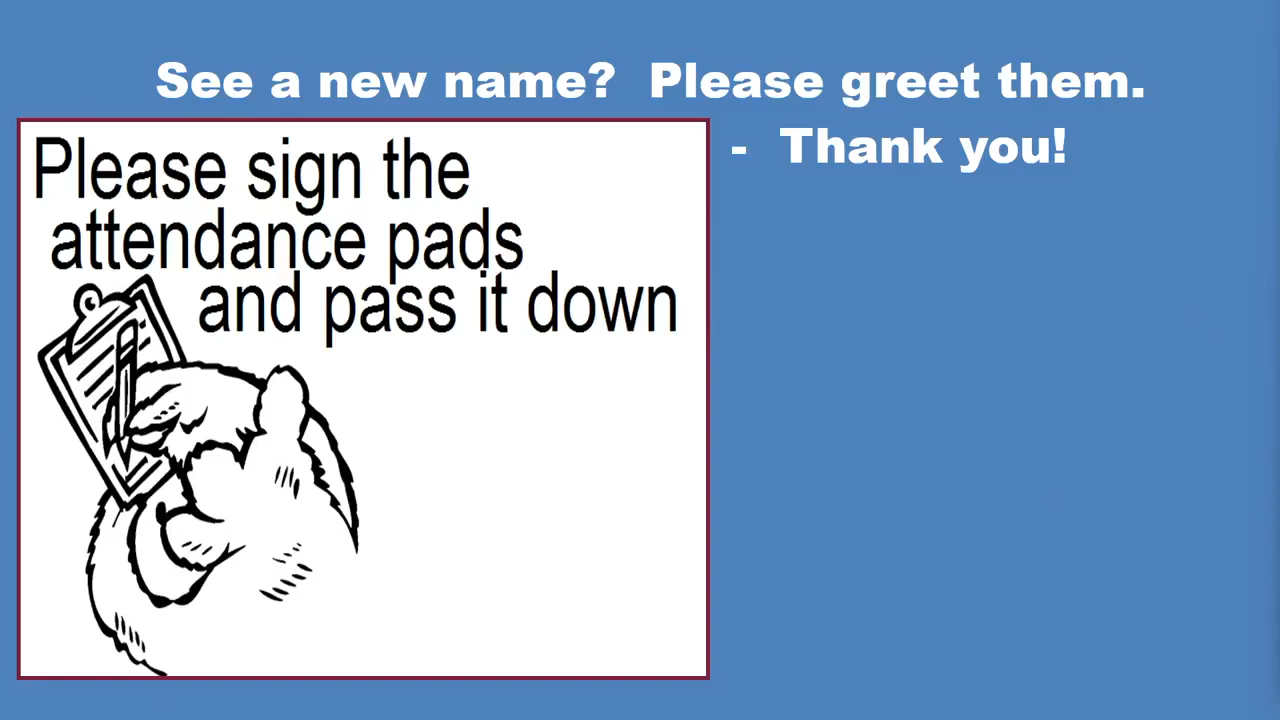 See a new name?  Please greet them.
-  Thank you!
Please sign the
attendance pads
and pass it down